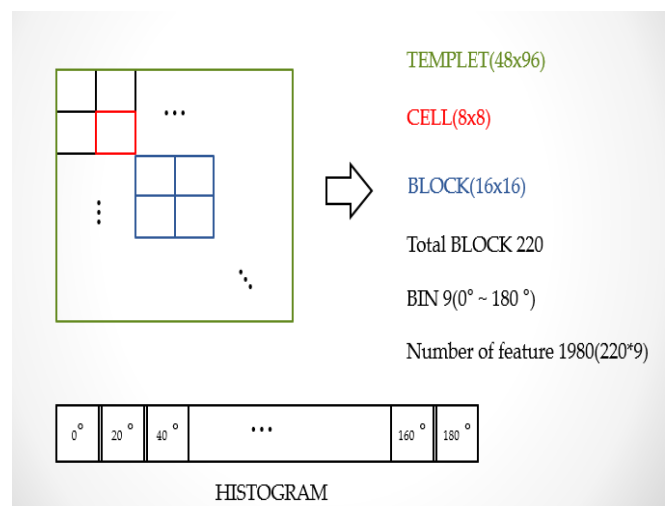 TEMPLET(48x96)
CELL(8x8)
BLOCK(16x16)
Total BLOCK 220
BIN 9(0° ~ 180 °)
Number of feature 1980(220*9)
0° 20 ° 40 ° ... 160 ° 180 °
HISTOGRAM